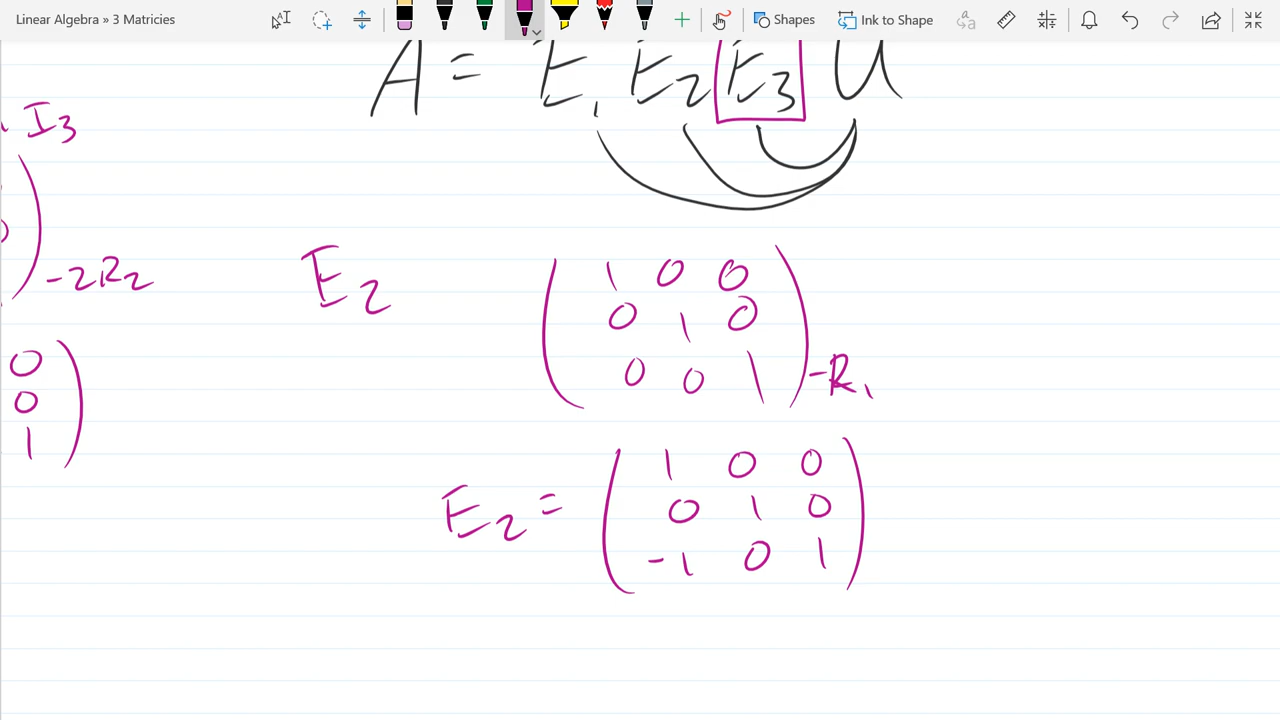 Linear Algebra » 3 Matricies
Shapes
Ink to Shape
A = E₁ E₂ E₃ U
I₃
-2R₂
0
0
1
E₂
1 0 0
0 1 0
0 0 1 -R₁
E₂ =
1 0 0
0 1 0
-1 0 1